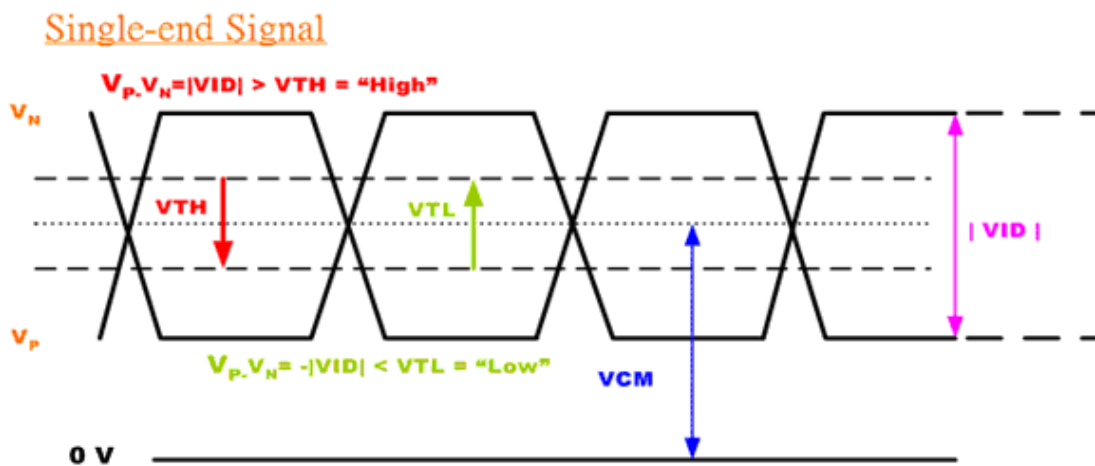 Single-end Signal
VP-VN=|VID| > VTH = “High”
VN
VTH
VTL
| VID |
VP
VP-VN= -|VID| < VTL = “Low”
VCM
0 V